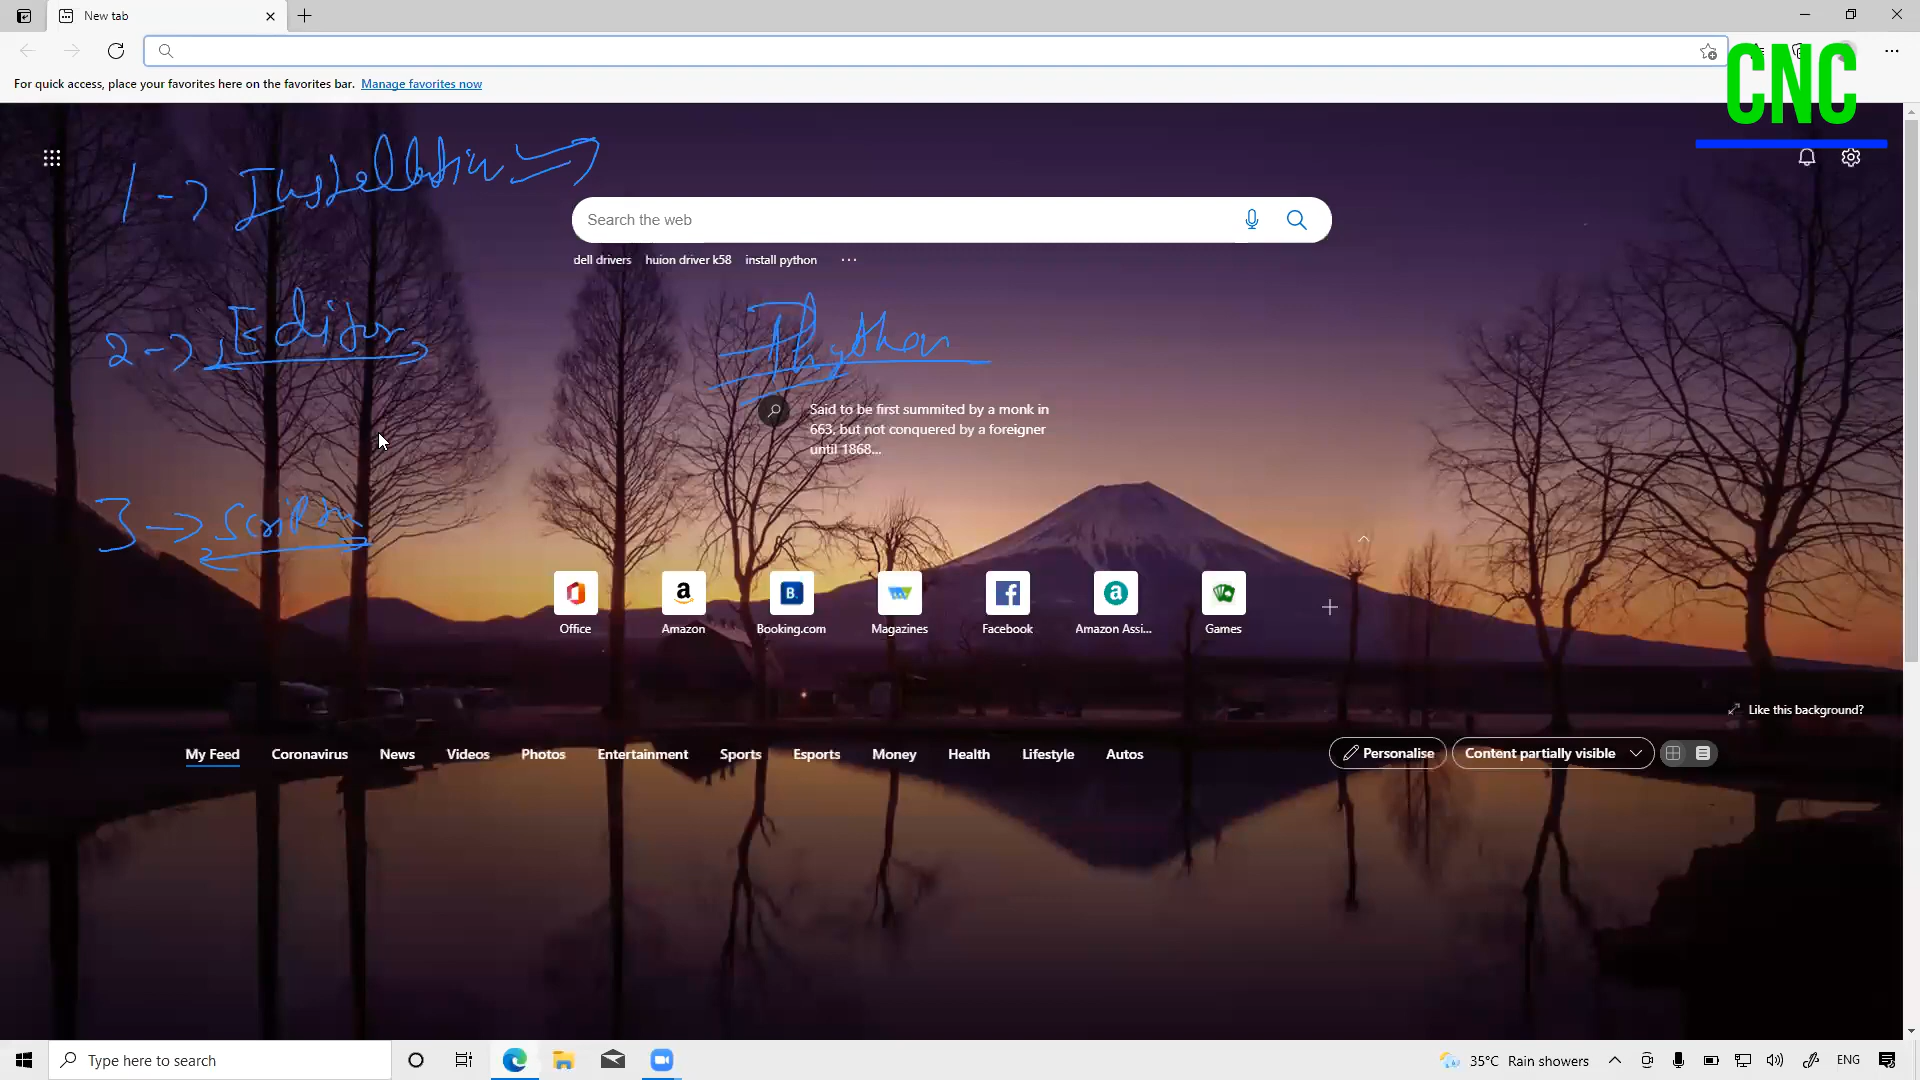 New tab
CNC
For quick access, place your favorites here on the favorites bar. Manage favorites now
1 -> Installation =>
Search the web
dell drivers huion driver k58 install python ...
2 -> Editor
Phython
Said to be first summited by a monk in
663, but not conquered by a foreigner
until 1868...
3 ->
Office Amazon Booking.com Magazines Facebook Amazon Assi... Games
Like this background?
My Feed Coronavirus News Videos Photos Entertainment Sports Esports Money Health Lifestyle Autos Personalise Content partially visible
Type here to search 35°C Rain showers ENG